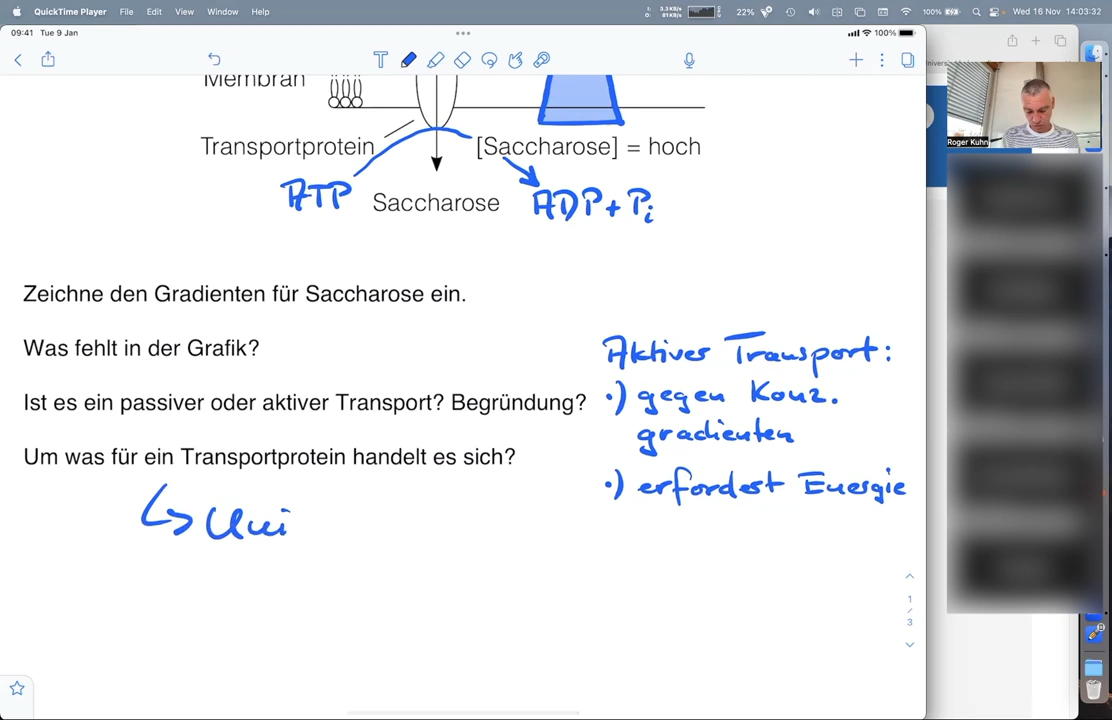 QuickTime Player File Edit View Window Help 3.3KB/s 81KB/s 22% 100% Wed 16 Nov 14:03:32
09:41 Tue 9 Jan 100%
Membran
Transportprotein [Saccharose] = hoch
ATP Saccharose ADP + Pi
Zeichne den Gradienten für Saccharose ein.
Was fehlt in der Grafik?
Aktiver Transport:
Ist es ein passiver oder aktiver Transport? Begründung?
·) gegen Konz.
gradienten
Um was für ein Transportprotein handelt es sich?
·) erfordert Energie
↳ Uni
1
/
3
Roger Kuhn